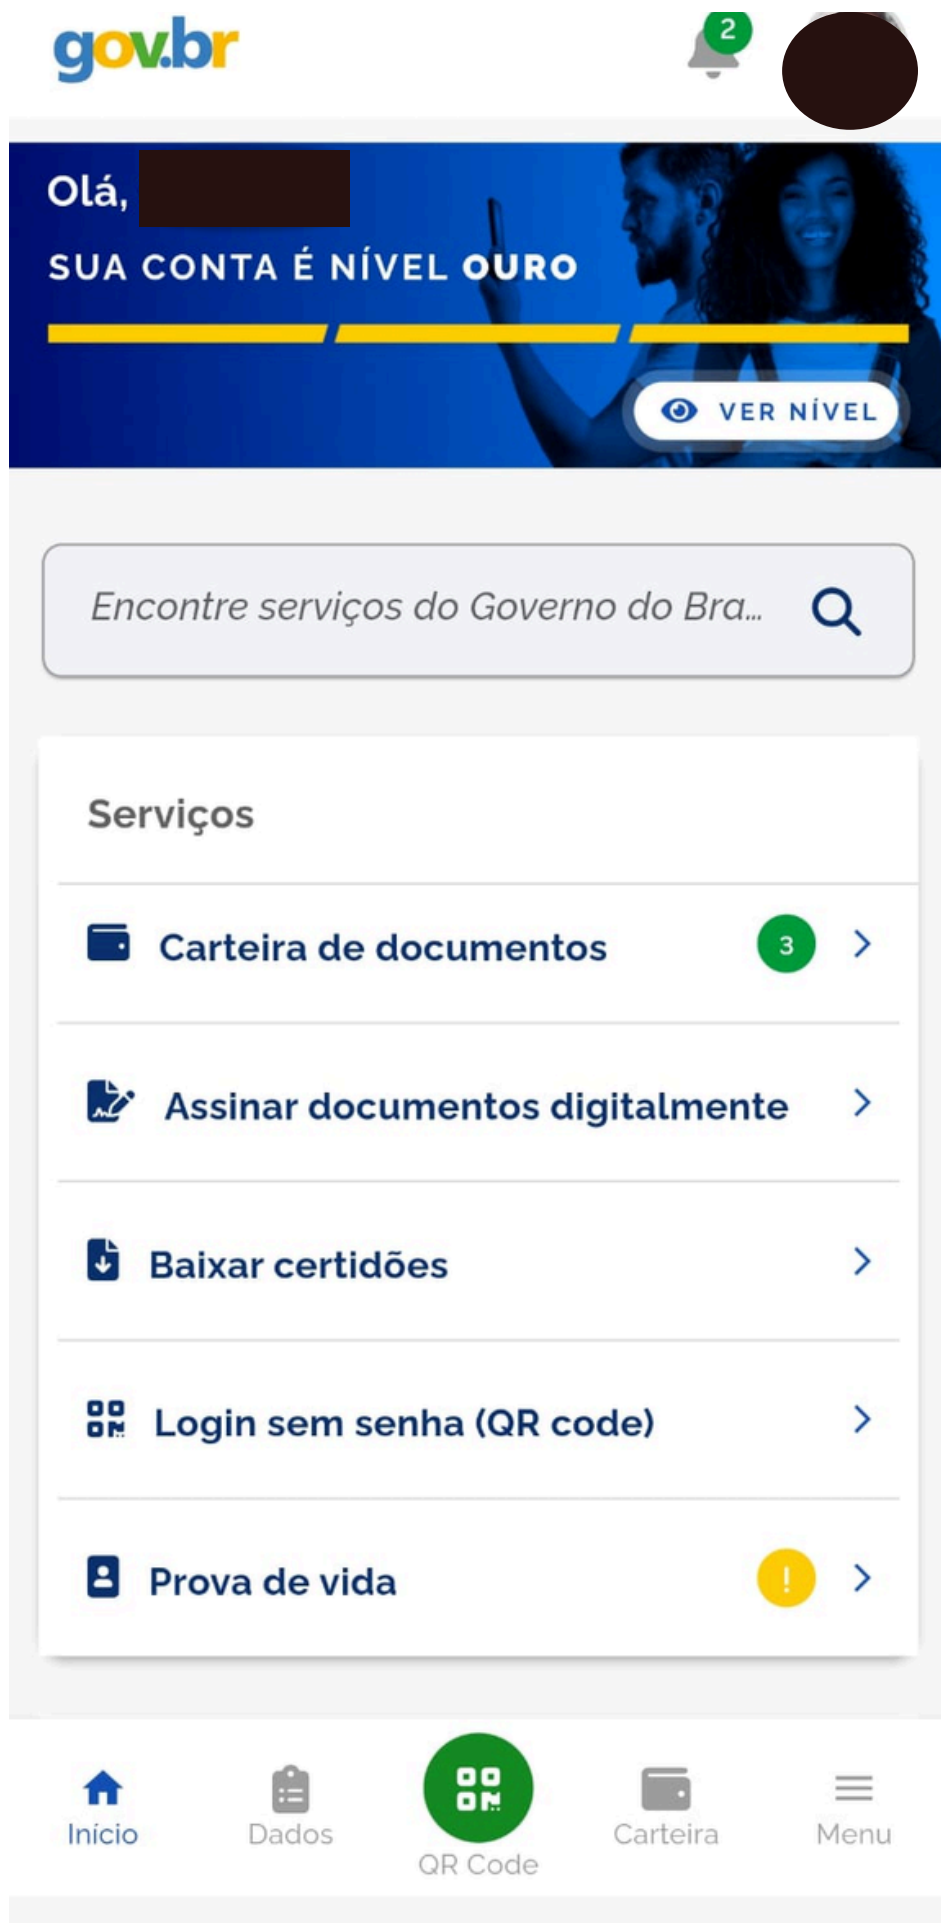 gov.br
2
Olá,
SUA CONTA É NÍVEL OURO
VER NÍVEL
Encontre serviços do Governo do Bra...
Serviços
Carteira de documentos 3
Assinar documentos digitalmente
Baixar certidões
Login sem senha (QR code)
Prova de vida !
Início
Dados
QR Code
Carteira
Menu